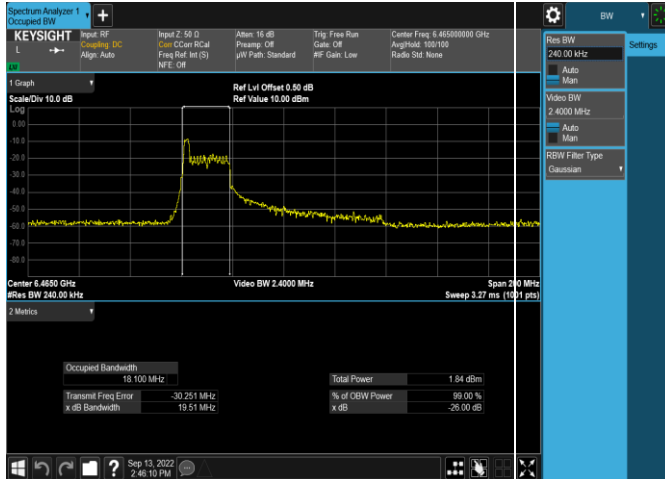 Spectrum Analyzer 1
Occupied BW
+
KEYSIGHT
L
Input: RF
Coupling: DC
Align: Auto
Input Z: 50 Ω
Corr CCorr RCal
Freq Ref: Int (S)
NFE: Off
Atten: 16 dB
Preamp: Off
µW Path: Standard
Trig: Free Run
Gate: Off
#IF Gain: Low
Center Freq: 6.465000000 GHz
Avg|Hold: 100/100
Radio Std: None
1 Graph
Scale/Div 10.0 dB
Ref Lvl Offset 0.50 dB
Ref Value 10.00 dBm
Log
0.00
-10.0
-20.0
-30.0
-40.0
-50.0
-60.0
-70.0
-80.0
Center 6.4650 GHz
#Res BW 240.00 kHz
Video BW 2.4000 MHz
Span 200 MHz
Sweep 3.27 ms (1001 pts)
2 Metrics
Occupied Bandwidth
18.100 MHz
Transmit Freq Error -30.251 MHz
x dB Bandwidth 19.51 MHz
Total Power 1.84 dBm
% of OBW Power 99.00 %
x dB -26.00 dB
?
Sep 13, 2022
2:46:10 PM
BW
Res BW
240.00 kHz
Auto
Man
Video BW
2.4000 MHz
Auto
Man
RBW Filter Type
Gaussian
Settings